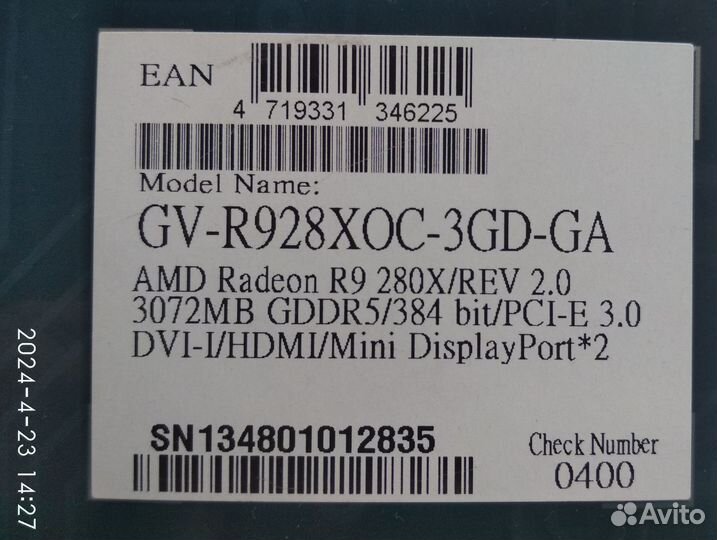 EAN
4 719331 346225
Model Name:
GV-R928XOC-3GD-GA
AMD Radeon R9 280X/REV 2.0
3072MB GDDR5/384 bit/PCI-E 3.0
DVI-I/HDMI/Mini DisplayPort*2
SN134801012835
Check Number
0400
2024-4-23 14:27
Avito